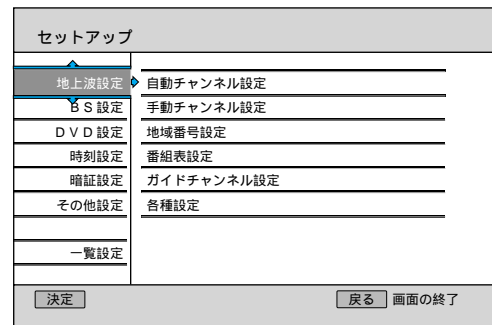 セットアップ
地上波設定
自動チャンネル設定
ＢＳ設定
手動チャンネル設定
ＤＶＤ設定
地域番号設定
時刻設定
番組表設定
暗証設定
ガイドチャンネル設定
その他設定
各種設定
一覧設定
決定
戻る 画面の終了